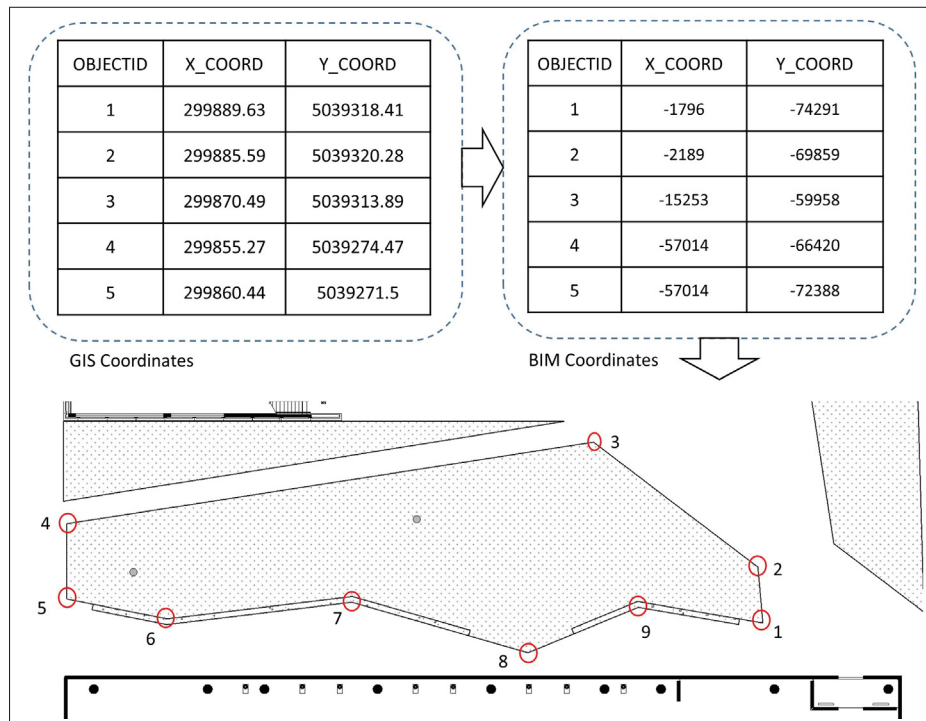 OBJECTID X_COORD Y_COORD
1 299889.63 5039318.41
2 299885.59 5039320.28
3 299870.49 5039313.89
4 299855.27 5039274.47
5 299860.44 5039271.5
GIS Coordinates
OBJECTID X_COORD Y_COORD
1 -1796 -74291
2 -2189 -69859
3 -15253 -59958
4 -57014 -66420
5 -57014 -72388
BIM Coordinates
3
4
2
5
6
7
9
1
8